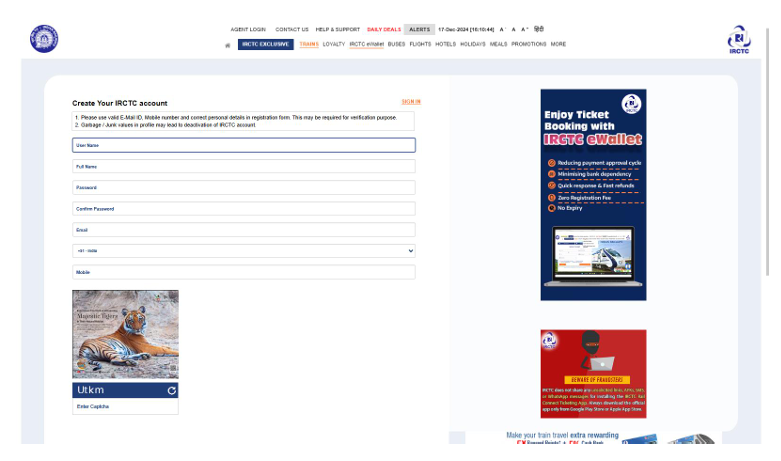 AGENT LOGIN CONTACT US HELP & SUPPORT DAILY DEALS ALERTS 17-Dec-2024 [16:10:44] A- A A+ हिंदी
IRCTC EXCLUSIVE TRAINS LOYALTY IRCTC eWallet BUSES FLIGHTS HOTELS HOLIDAYS MEALS PROMOTIONS MORE
IRCTC
Create Your IRCTC account
SIGN IN
1. Please use valid E-Mail ID, Mobile number and correct personal details in registration form. This may be required for verification purpose.
2. Garbage / Junk values in profile may lead to deactivation of IRCTC account.
User Name
Full Name
Password
Confirm Password
Email
+91 - India
Mobile
Majestic Tigers
Utkm
Enter Captcha
Enjoy Ticket
Booking with
IRCTC eWallet
Reducing payment approval cycle
Minimising bank dependency
Quick response & fast refunds
Zero Registration Fee
No Expiry
BEWARE OF FRAUDSTERS
IRCTC does not share any
or WhatsApp messages for installing the IRCTC Rail
Connect Ticketing App. Always download the official
app only from Google Play Store or Apple App Store.
Make your train travel extra rewarding